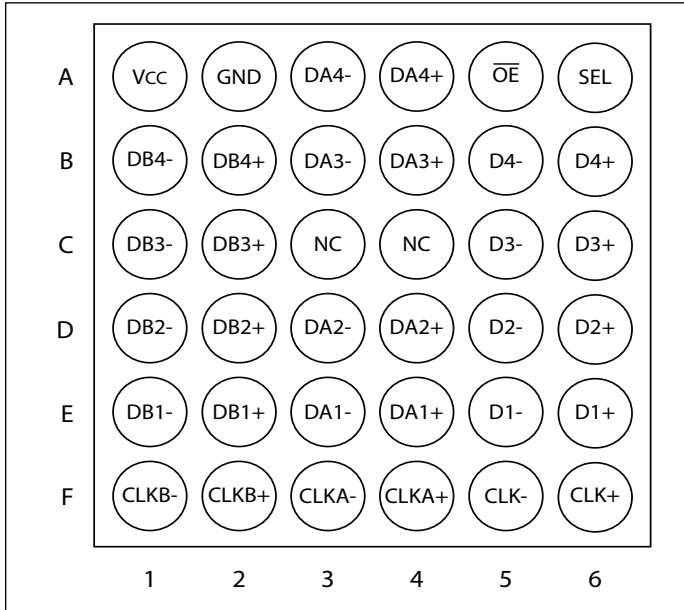 A VCC GND DA4- DA4+ O̅E̅ SEL
B DB4- DB4+ DA3- DA3+ D4- D4+
C DB3- DB3+ NC NC D3- D3+
D DB2- DB2+ DA2- DA2+ D2- D2+
E DB1- DB1+ DA1- DA1+ D1- D1+
F CLKB- CLKB+ CLKA- CLKA+ CLK- CLK+
1 2 3 4 5 6